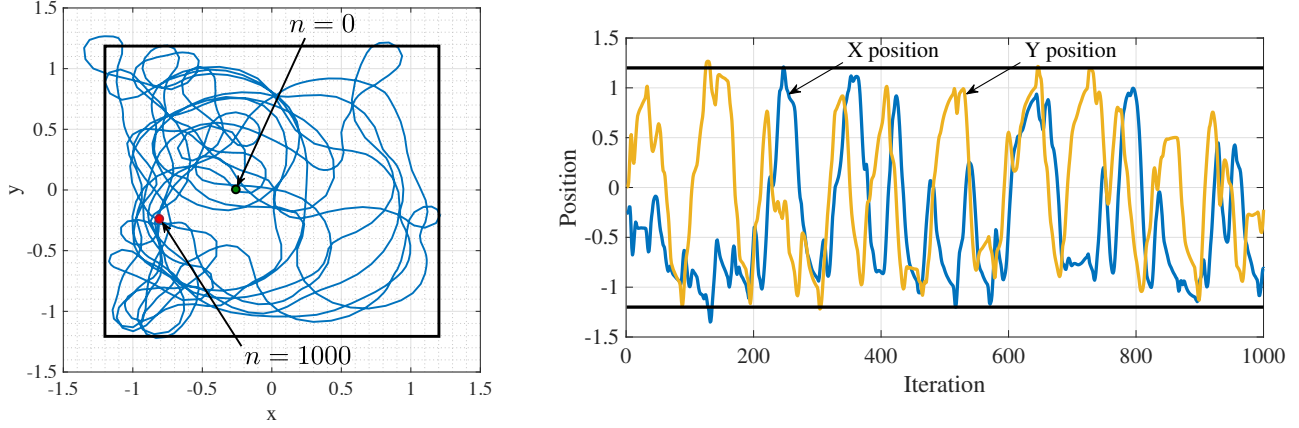 1.5
1
0.5
0
-0.5
-1
-1.5
y
-1.5 -1 -0.5 0 0.5 1 1.5
x
n = 0
n = 1000
1.5
1
0.5
0
-0.5
-1
-1.5
Position
X position
Y position
0 200 400 600 800 1000
Iteration